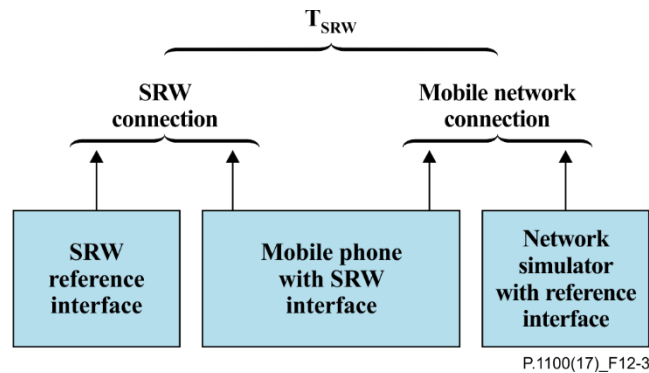 T_SRW
SRW
connection
Mobile network
connection
SRW
reference
interface
Mobile phone
with SRW
interface
Network
simulator
with reference
interface
P.1100(17)_F12-3